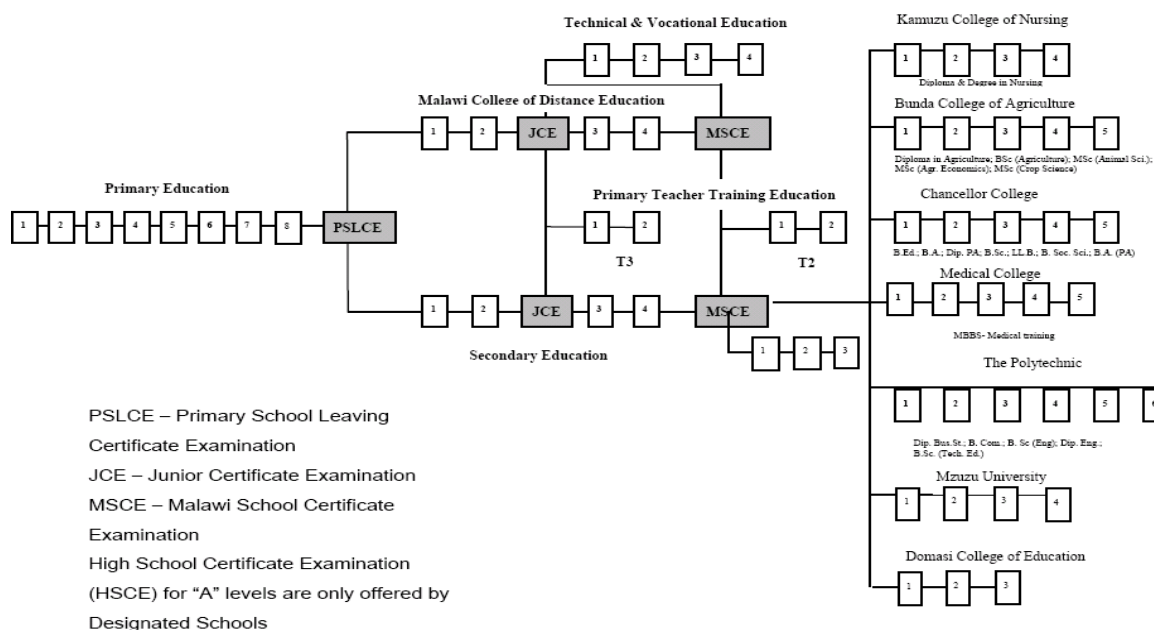 Technical & Vocational Education
1 2 3 4
Malawi College of Distance Education
1 2 JCE 3 4 MSCE
Primary Education
1 2 3 4 5 6 7 8 PSLCE
Primary Teacher Training Education
1 2
T3
1 2
T2
1 2 JCE 3 4 MSCE
Secondary Education
1 2 3
Kamuzu College of Nursing
1 2 3 4
Diploma & Degree in Nursing
Bunda College of Agriculture
1 2 3 4 5
Diploma in Agriculture; BSc (Agriculture); MSc (Animal Sci.);
MSc (Agr. Economics); MSc (Crop Science)
Chancellor College
1 2 3 4 5
B.Ed.; B.A.; Dip. PA; B.Sc.; LL.B.; B. Soc. Sci.; B.A. (PA)
Medical College
1 2 3 4 5
MBBS- Medical training
The Polytechnic
1 2 3 4 5 6
Dip. Bus.St.; B. Com.; B. Sc (Eng); Dip. Eng.;
B.Sc. (Tech. Ed.)
Mzuzu University
1 2 3 4
Domasi College of Education
1 2 3
PSLCE – Primary School Leaving
Certificate Examination
JCE – Junior Certificate Examination
MSCE – Malawi School Certificate
Examination
High School Certificate Examination
(HSCE) for “A” levels are only offered by
Designated Schools